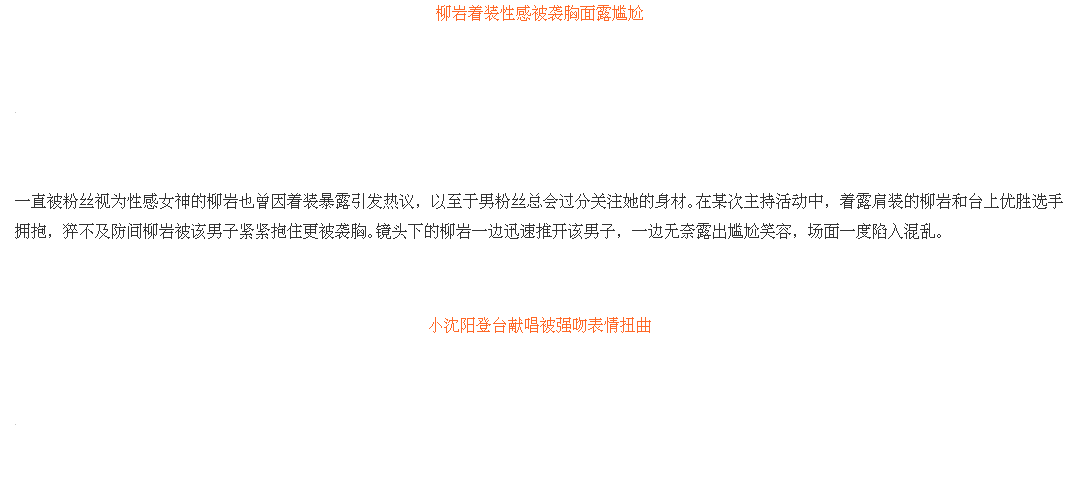 柳岩着装性感被袭胸面露尴尬
一直被粉丝视为性感女神的柳岩也曾因着装暴露引发热议，以至于男粉丝总会过分关注她的身材。在某次主持活动中，着露肩装的柳岩和台上优胜选手
拥抱，猝不及防间柳岩被该男子紧紧抱住更被袭胸。镜头下的柳岩一边迅速推开该男子，一边无奈露出尴尬笑容，场面一度陷入混乱。
小沈阳登台献唱被强吻表情扭曲